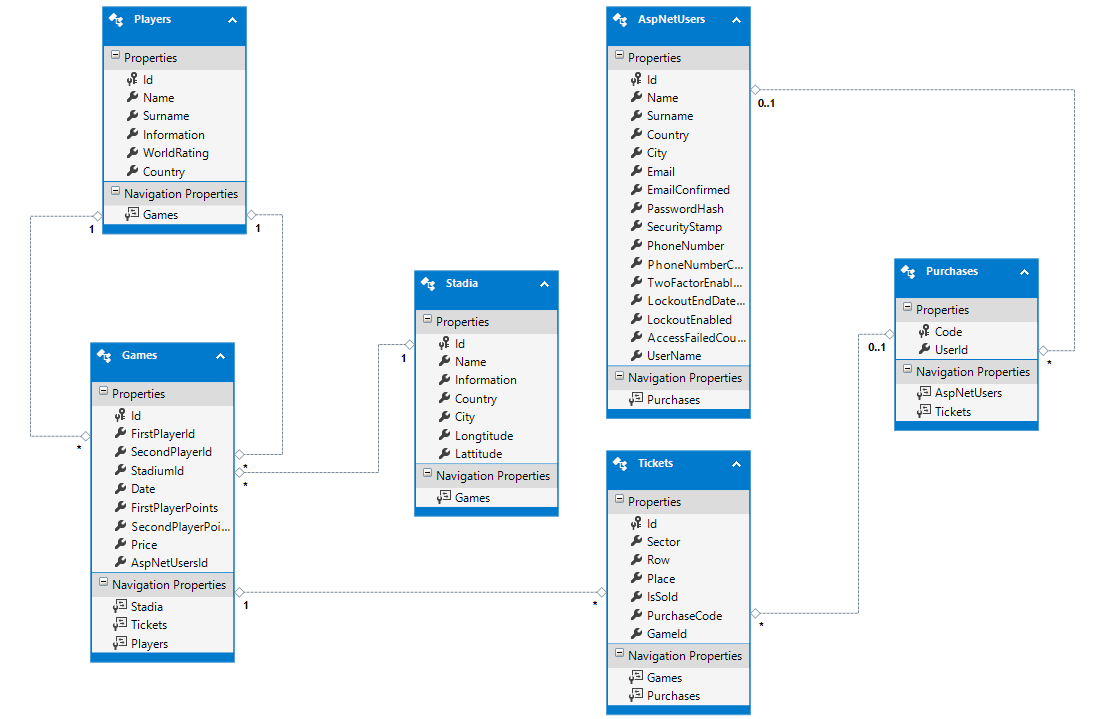 Players
Properties
Id
Name
Surname
Information
WorldRating
Country
Navigation Properties
Games
1
1
*
*
Games
Properties
Id
FirstPlayerId
SecondPlayerId
StadiumId
Date
FirstPlayerPoints
SecondPlayerPoi...
Price
AspNetUsersId
Navigation Properties
Stadia
Tickets
Players
*
1
1
*
Stadia
Properties
Id
Name
Information
Country
City
Longtitude
Lattitude
Navigation Properties
Games
AspNetUsers
Properties
Id
Name
Surname
Country
City
Email
EmailConfirmed
PasswordHash
SecurityStamp
PhoneNumber
PhoneNumberC...
TwoFactorEnabl...
LockoutEndDate...
LockoutEnabled
AccessFailedCou...
UserName
Navigation Properties
Purchases
0..1
*
Tickets
Properties
Id
Sector
Row
Place
IsSold
PurchaseCode
GameId
Navigation Properties
Games
Purchases
*
0..1
Purchases
Properties
Code
UserId
Navigation Properties
AspNetUsers
Tickets